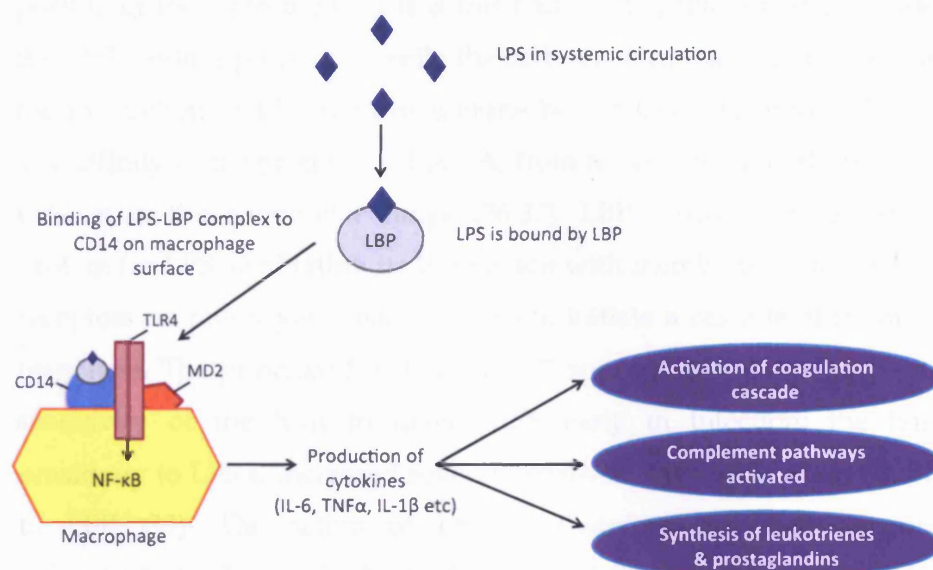 LPS in systemic circulation
LBP
LPS is bound by LBP
Binding of LPS-LBP complex to
CD14 on macrophage
surface
TLR4
CD14
MD2
NF-κB
Macrophage
Production of
cytokines
(IL-6, TNFα, IL-1β etc)
Activation of coagulation
cascade
Complement pathways
activated
Synthesis of leukotrienes
& prostaglandins